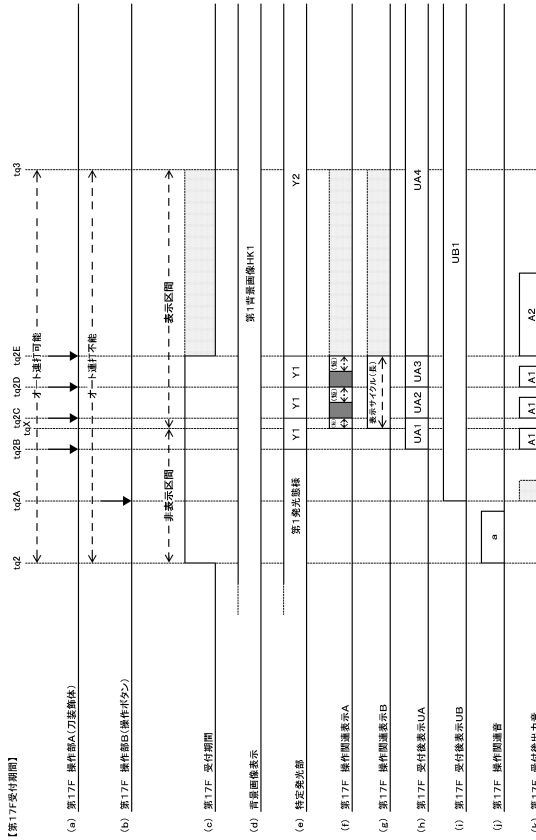 【第17F受付期間】
tq2 tq2A tq2B tqX tq2C tq2D tq2E tq3
オート連打可能
(a) 第17F 操作部A(刀装飾体)
オート連打不能
(b) 第17F 操作部B(操作ボタン)
非表示区間 表示区間
(c) 第17F 受付期間
(d) 背景画像表示 第1背景画像HK1
(e) 特定発光部 第1発光態様 Y1 Y1 Y1 Y2
(f) 第17F 操作関連表示A (短) (短)
(g) 第17F 操作関連表示B 表示サイクル(長)
(h) 第17F 受付後表示UA UA1 UA2 UA3 UA4
(i) 第17F 受付後表示UB UB1
(j) 第17F 操作関連音 a
(k) 第17F 受付後出力音 A1 A1 A1 A2